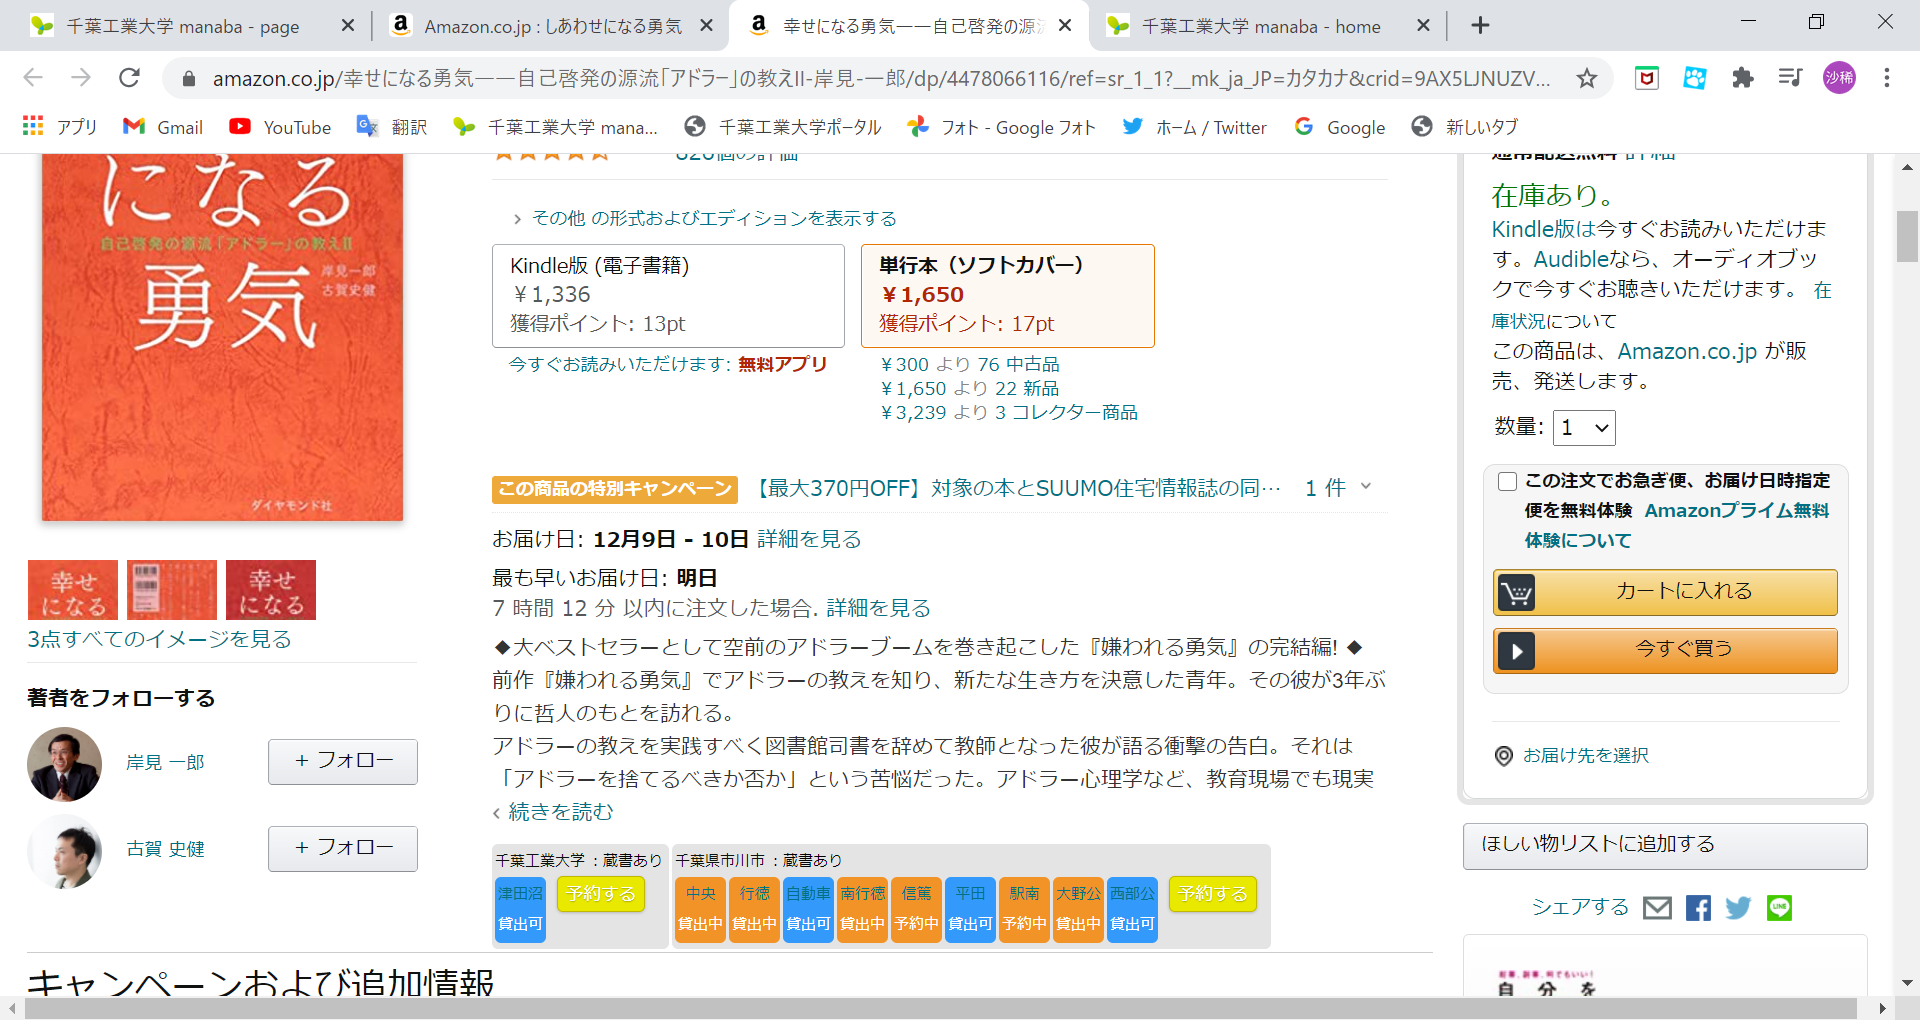 千葉工業大学 manaba - page
Amazon.co.jp : しあわせになる勇気
幸せになる勇気――自己啓発の源流
千葉工業大学 manaba - home
amazon.co.jp/幸せになる勇気――自己啓発の源流「アドラー」の教えII-岸見-一郎/dp/4478066116/ref=sr_1_1?__mk_ja_JP=カタカナ&crid=9AX5LJNUZV...
沙稀
アプリ
Gmail
YouTube
翻訳
千葉工業大学 mana...
千葉工業大学ポータル
フォト - Google フォト
ホーム / Twitter
Google
新しいタブ
になる
自己啓発の源流「アドラー」の教えII
勇気
岸見一郎
古賀史健
ダイヤモンド社
幸せ
になる
幸せ
になる
3点すべてのイメージを見る
著者をフォローする
岸見 一郎
+ フォロー
古賀 史健
+ フォロー
820個の評価
› その他 の形式およびエディションを表示する
Kindle版 (電子書籍)
￥1,336
獲得ポイント: 13pt
今すぐお読みいただけます: 無料アプリ
単行本（ソフトカバー）
￥1,650
獲得ポイント: 17pt
￥300 より 76 中古品
￥1,650 より 22 新品
￥3,239 より 3 コレクター商品
この商品の特別キャンペーン 【最大370円OFF】対象の本とSUUMO住宅情報誌の同… 1 件
お届け日: 12月9日 - 10日 詳細を見る
最も早いお届け日: 明日
7 時間 12 分 以内に注文した場合. 詳細を見る
◆大ベストセラーとして空前のアドラーブームを巻き起こした『嫌われる勇気』の完結編! ◆
前作『嫌われる勇気』でアドラーの教えを知り、新たな生き方を決意した青年。その彼が3年ぶ
りに哲人のもとを訪れる。
アドラーの教えを実践すべく図書館司書を辞めて教師となった彼が語る衝撃の告白。それは
「アドラーを捨てるべきか否か」という苦悩だった。アドラー心理学など、教育現場でも現実
‹ 続きを読む
千葉工業大学 : 蔵書あり
津田沼
貸出可
予約する
千葉県市川市 : 蔵書あり
中央 行徳 自動車 南行徳 信篤 平田 駅南 大野公 西部公
貸出中 貸出中 貸出可 貸出中 予約中 貸出可 予約中 貸出中 貸出可
予約する
キャンペーンおよび追加情報
通常配送無料 詳細
在庫あり。
Kindle版は今すぐお読みいただけま
す。Audibleなら、オーディオブッ
クで今すぐお聴きいただけます。 在
庫状況について
この商品は、Amazon.co.jp が販
売、発送します。
数量: 1
この注文でお急ぎ便、お届け日時指定
便を無料体験 Amazonプライム無料
体験について
カートに入れる
今すぐ買う
お届け先を選択
ほしい物リストに追加する
シェアする
LINE
自分を